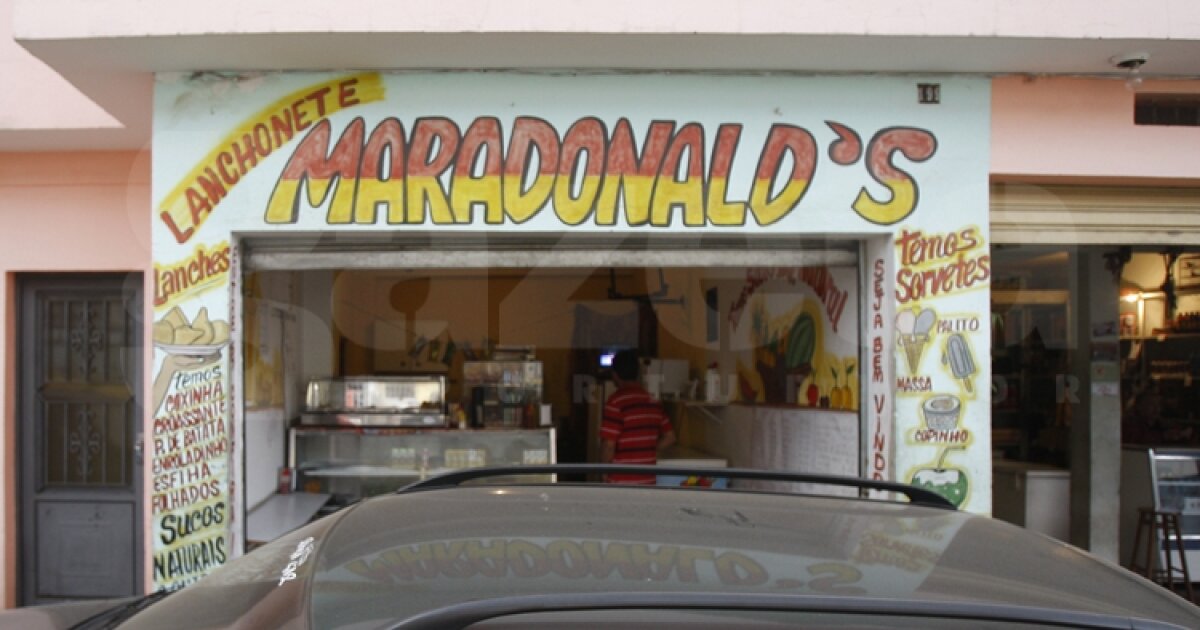 LANCHONETE
MARADONALD'S
Lanches
TEMOS
COXINHA
CROASSANTE
R. DE BATATA
ENROLADINHO
ESFIHA
FOLHADOS
SUCOS
NATURAIS
SEJA BEM VINDO
Temos
Sorvetes
PALITO
MASSA
COPINHO